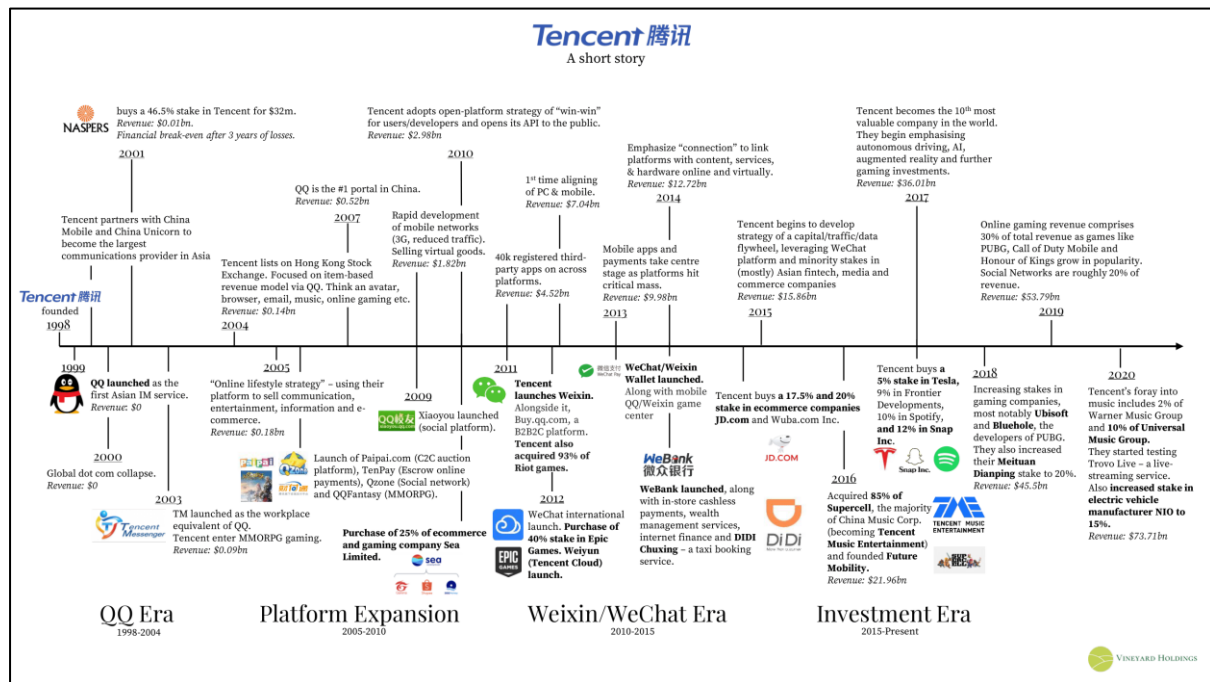 Tencent 腾讯
A short story
NASPERS
buys a 46.5% stake in Tencent for $32m.
Revenue: $0.01bn.
Financial break-even after 3 years of losses.
2001
Tencent adopts open-platform strategy of “win-win”
for users/developers and opens its API to the public.
Revenue: $2.98bn
2010
Tencent becomes the 10th most
valuable company in the world.
They begin emphasising
autonomous driving, AI,
augmented reality and further
gaming investments.
Revenue: $36.01bn
2017
Emphasize “connection” to link
platforms with content, services,
& hardware online and virtually.
Revenue: $12.72bn
2014
QQ is the #1 portal in China.
Revenue: $0.52bn
2007
1st time aligning
of PC & mobile.
Revenue: $7.04bn
Tencent partners with China
Mobile and China Unicorn to
become the largest
communications provider in Asia
Rapid development
of mobile networks
(3G, reduced traffic).
Selling virtual goods.
Revenue: $1.82bn
Tencent begins to develop
strategy of a capital/traffic/data
flywheel, leveraging WeChat
platform and minority stakes in
(mostly) Asian fintech, media and
commerce companies
Revenue: $15.86bn
2015
Online gaming revenue comprises
30% of total revenue as games like
PUBG, Call of Duty Mobile and
Honour of Kings grow in popularity.
Social Networks are roughly 20% of
revenue.
Revenue: $53.79bn
2019
Tencent lists on Hong Kong Stock
Exchange. Focused on item-based
revenue model via QQ. Think an avatar,
browser, email, music, online gaming etc.
Revenue: $0.14bn
2004
40k registered third-
party apps on across
platforms.
Revenue: $4.52bn
Mobile apps and
payments take centre
stage as platforms hit
critical mass.
Revenue: $9.98bn
2013
Tencent 腾讯
founded
1998
1999
QQ launched as the
first Asian IM service.
Revenue: $0
2000
Global dot com collapse.
Revenue: $0
2003
Tencent
Messenger
TM launched as the workplace
equivalent of QQ.
Tencent enter MMORPG gaming.
Revenue: $0.09bn
2005
“Online lifestyle strategy” – using their
platform to sell communication,
entertainment, information and e-
commerce.
Revenue: $0.18bn
Launch of Paipai.com (C2C auction
platform), TenPay (Escrow online
payments), Qzone (Social network)
and QQFantasy (MMORPG).
2009
QQ校友
Xiaoyou launched
(social platform).
Purchase of 25% of ecommerce
and gaming company Sea
Limited.
sea
2011
Tencent
launches Weixin.
Alongside it,
Buy.qq.com, a
B2B2C platform.
Tencent also
acquired 93% of
Riot games.
2012
WeChat international
launch. Purchase of
40% stake in Epic
Games. Weiyun
(Tencent Cloud)
launch.
EPIC
GAMES
微信支付
WeChat Pay
WeChat/Weixin
Wallet launched.
Along with mobile
QQ/Weixin game
center
WeBank
微众银行
WeBank launched, along
with in-store cashless
payments, wealth
management services,
internet finance and DIDI
Chuxing – a taxi booking
service.
Tencent buys a 17.5% and 20%
stake in ecommerce companies
JD.com and Wuba.com Inc.
JD.COM
DiDi
2016
Acquired 85% of
Supercell, the majority
of China Music Corp.
(becoming Tencent
Music Entertainment)
and founded Future
Mobility.
Revenue: $21.96bn
Tencent buys a
5% stake in Tesla,
9% in Frontier
Developments,
10% in Spotify,
and 12% in Snap
Inc.
Snap Inc.
TENCENT MUSIC
ENTERTAINMENT
SUPERCELL
2018
Increasing stakes in
gaming companies,
most notably Ubisoft
and Bluehole, the
developers of PUBG.
They also increased
their Meituan
Dianping stake to 20%.
Revenue: $45.5bn
2020
Tencent’s foray into
music includes 2% of
Warner Music Group
and 10% of Universal
Music Group.
They started testing
Trovo Live – a live-
streaming service.
Also increased stake in
electric vehicle
manufacturer NIO to
15%.
Revenue: $73.71bn
QQ Era
1998-2004
Platform Expansion
2005-2010
Weixin/WeChat Era
2010-2015
Investment Era
2015-Present
VINEYARD HOLDINGS